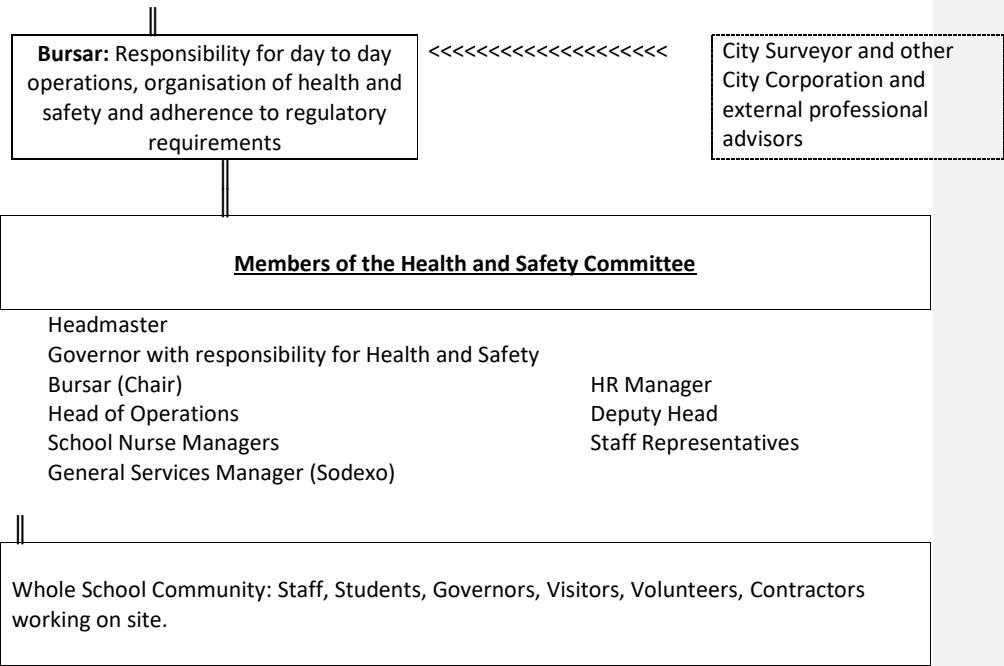 Bursar: Responsibility for day to day
operations, organisation of health and
safety and adherence to regulatory
requirements
<<<<<<<<<<<<<<<<<<<<
City Surveyor and other
City Corporation and
external professional
advisors
Members of the Health and Safety Committee
Headmaster
Governor with responsibility for Health and Safety
Bursar (Chair)
Head of Operations
School Nurse Managers
General Services Manager (Sodexo)
HR Manager
Deputy Head
Staff Representatives
Whole School Community: Staff, Students, Governors, Visitors, Volunteers, Contractors
working on site.